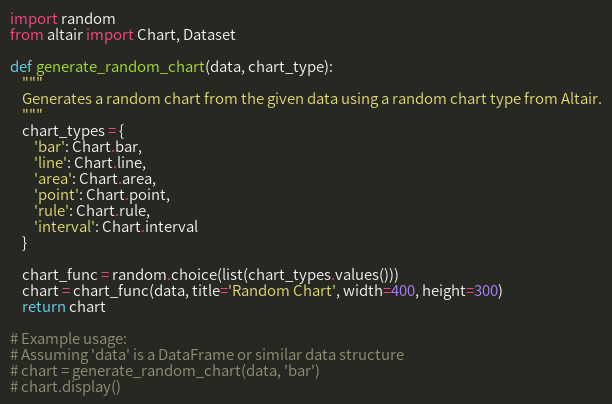 import random
from altair import Chart, Dataset

def generate_random_chart(data, chart_type):
    """
    Generates a random chart from the given data using a random chart type from Altair.
    """
    chart_types = {
        'bar': Chart.bar,
        'line': Chart.line,
        'area': Chart.area,
        'point': Chart.point,
        'rule': Chart.rule,
        'interval': Chart.interval
    }

    chart_func = random.choice(list(chart_types.values()))
    chart = chart_func(data, title='Random Chart', width=400, height=300)
    return chart

# Example usage:
# Assuming 'data' is a DataFrame or similar data structure
# chart = generate_random_chart(data, 'bar')
# chart.display()